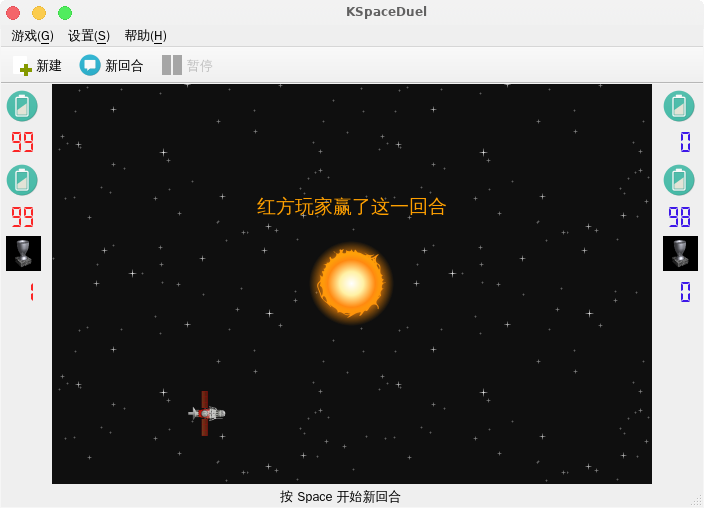 KSpaceDuel
游戏(G) 设置(S) 帮助(H)
新建 新回合 暂停
99 0
99 98
1 0
红方玩家赢了这一回合
按 Space 开始新回合